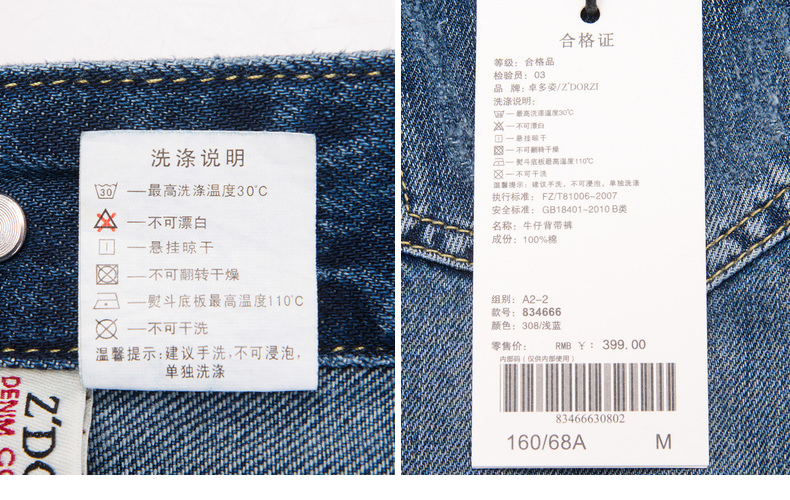 洗涤说明
30 —最高洗涤温度30℃
—不可漂白
—悬挂晾干
—不可翻转干燥
—熨斗底板最高温度110℃
—不可干洗
温馨提示:建议手洗,不可浸泡,
单独洗涤
Z'DO
DENIM CO
合格证
等级: 合格品
检验员: 03
品 牌: 卓多姿/Z'DORZI
洗涤说明:
—最高洗涤温度30℃
—不可漂白
—悬挂晾干
—不可翻转干燥
—熨斗底板最高温度110℃
—不可干洗
温馨提示: 建议手洗, 不可浸泡, 单独洗涤
执行标准: FZ/T81006-2007
安全标准: GB18401-2010 B类
名称: 牛仔背带裤
成份: 100%棉
组别: A2-2
款号: 834666
颜色: 308/浅蓝
零售价: RMB ¥: 399.00
内部码 (仅供内部使用)
83466630802
160/68A M